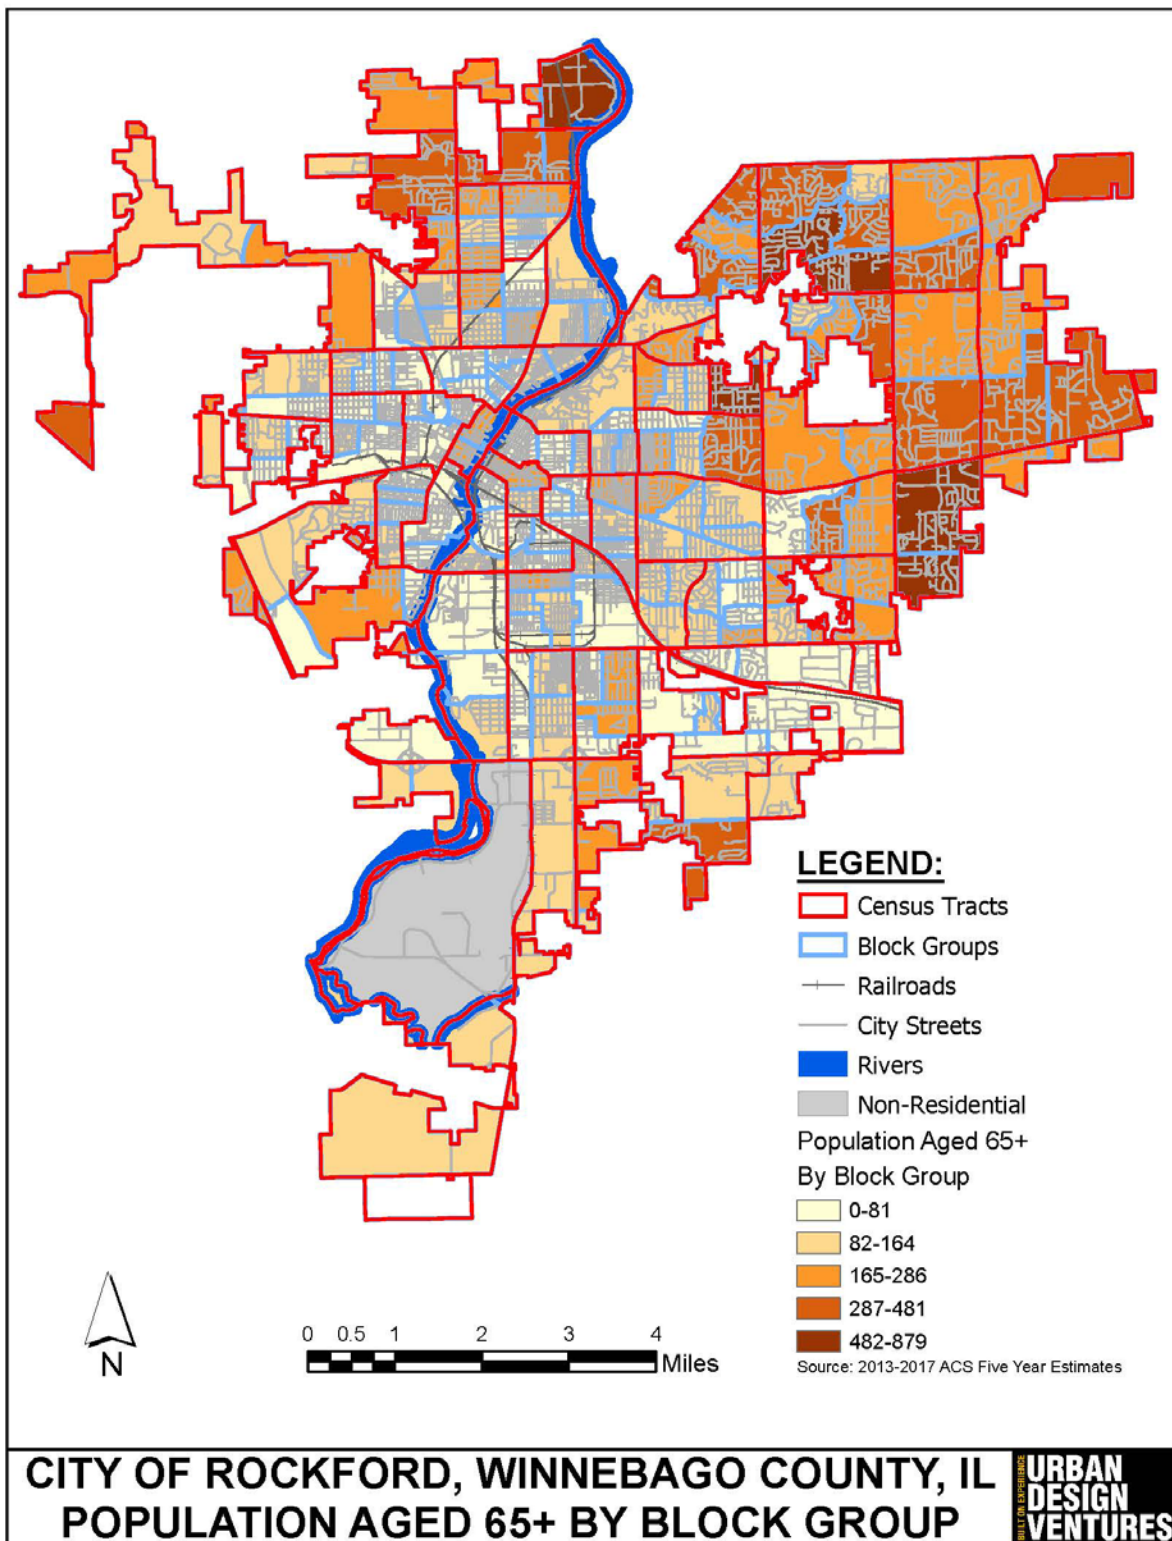 LEGEND:
Census Tracts
Block Groups
Railroads
City Streets
Rivers
Non-Residential
Population Aged 65+
By Block Group
0-81
82-164
165-286
287-481
482-879
Source: 2013-2017 ACS Five Year Estimates
N
0 0.5 1 2 3 4
Miles
CITY OF ROCKFORD, WINNEBAGO COUNTY, IL
POPULATION AGED 65+ BY BLOCK GROUP
BUILT ON EXPERIENCE
URBAN
DESIGN
VENTURES